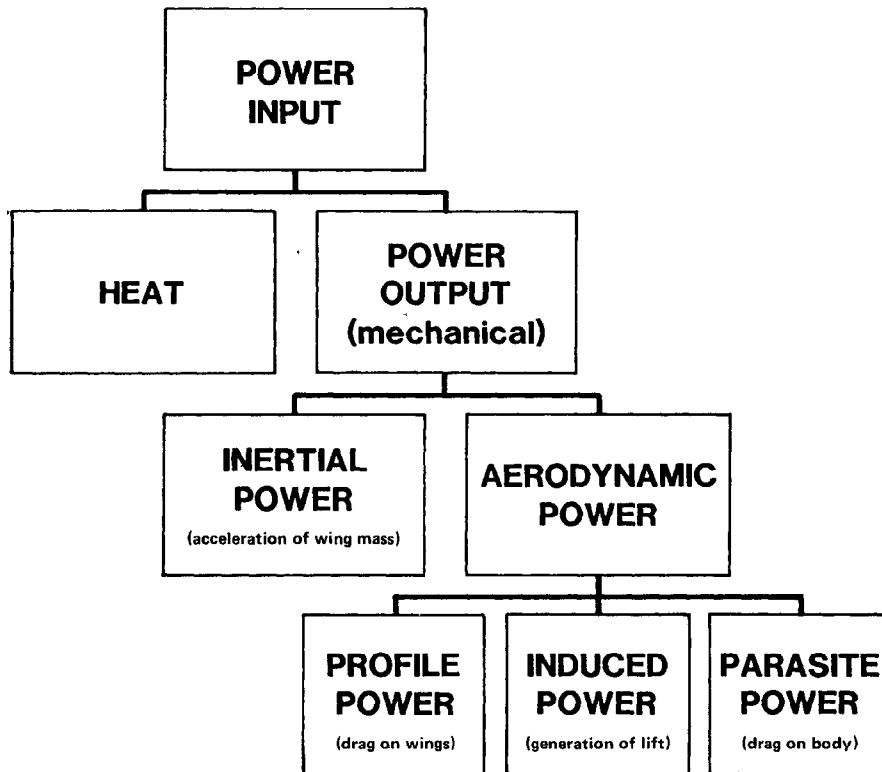 POWER
INPUT
HEAT
POWER
OUTPUT
(mechanical)
INERTIAL
POWER
(acceleration of wing mass)
AERODYNAMIC
POWER
PROFILE
POWER
(drag on wings)
INDUCED
POWER
(generation of lift)
PARASITE
POWER
(drag on body)